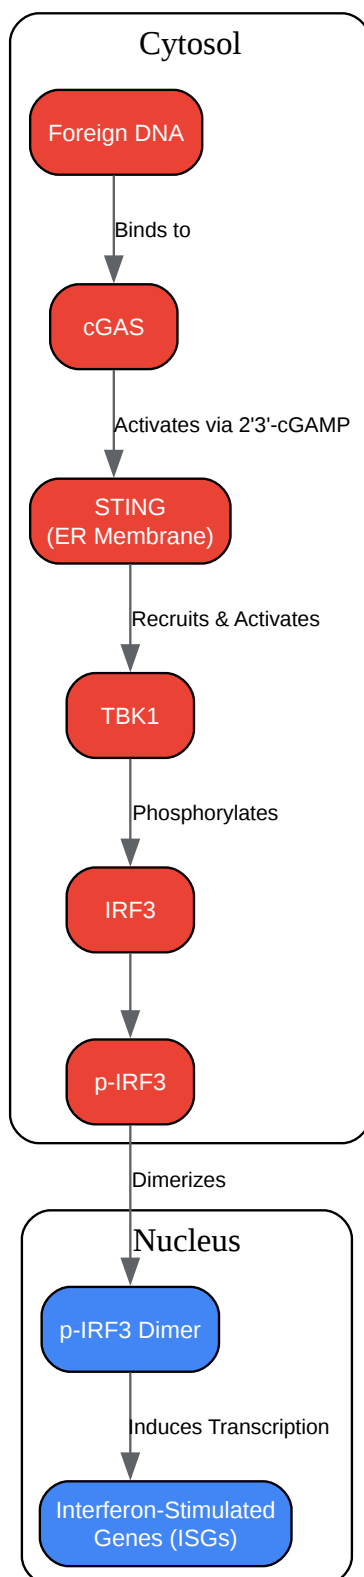 Cytosol
Foreign DNA
Binds to
cGAS
Activates via 2'3'-cGAMP
STING
(ER Membrane)
Recruits & Activates
TBK1
Phosphorylates
IRF3
p-IRF3
Dimerizes
Nucleus
p-IRF3 Dimer
Induces Transcription
Interferon-Stimulated
Genes (ISGs)